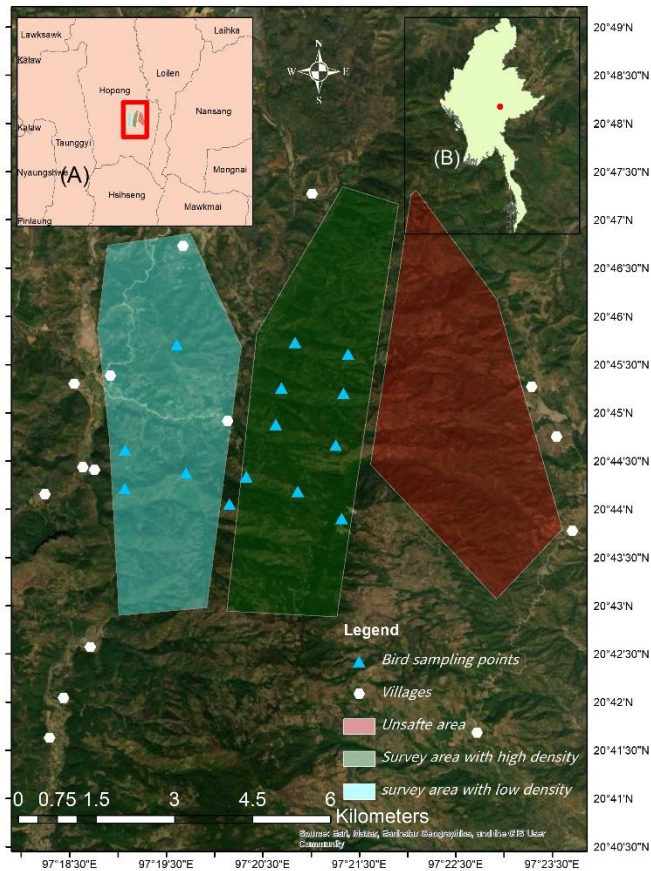 Lawksawk
Laihka
Kalaw
Loilen
Hopong
Nansang
Kalaw
Taunggyi
(A)
Nyaungshwe
Mongnai
Hsihseng
Pinlaung
Mawkmai
N
W E
S
(B)
20°49'N
20°48'30"N
20°48'N
20°47'30"N
20°47'N
20°46'30"N
20°46'N
20°45'30"N
20°45'N
20°44'30"N
20°44'N
20°43'30"N
20°43'N
20°42'30"N
20°42'N
20°41'30"N
20°41'N
20°40'30"N
Legend
Bird sampling points
Villages
Unsafte area
Survey area with high density
survey area with low density
0 0.75 1.5 3 4.5 6
Kilometers
Source: Esri, Maxar, Earthstar Geographics, and the GIS User
Community
97°18'30"E 97°19'30"E 97°20'30"E 97°21'30"E 97°22'30"E 97°23'30"E